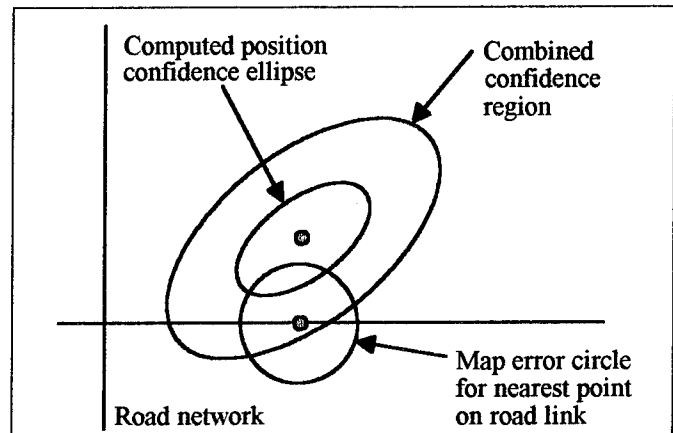 Computed position
confidence ellipse
Combined
confidence
region
Map error circle
for nearest point
on road link
Road network